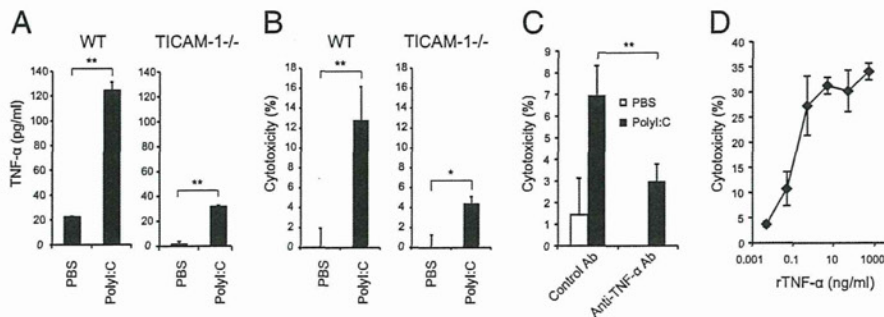 A
WT
TICAM-1-/-
TNF-α (pg/ml)
140
120
100
80
60
40
20
0
**
PBS
PolyI:C
140
120
100
80
60
40
20
0
**
PBS
PolyI:C
B
WT
TICAM-1-/-
Cytotoxicity (%)
18
16
14
12
10
8
6
4
2
0
**
PBS
PolyI:C
Cytotoxicity (%)
18
16
14
12
10
8
6
4
2
0
*
PBS
PolyI:C
C
Cytotoxicity (%)
9
8
7
6
5
4
3
2
1
0
**
PBS
PolyI:C
Control Ab
Anti-TNF-α Ab
D
Cytotoxicity (%)
40
35
30
25
20
15
10
5
0
0,001
0.1
10
1000
rTNF-α (ng/ml)